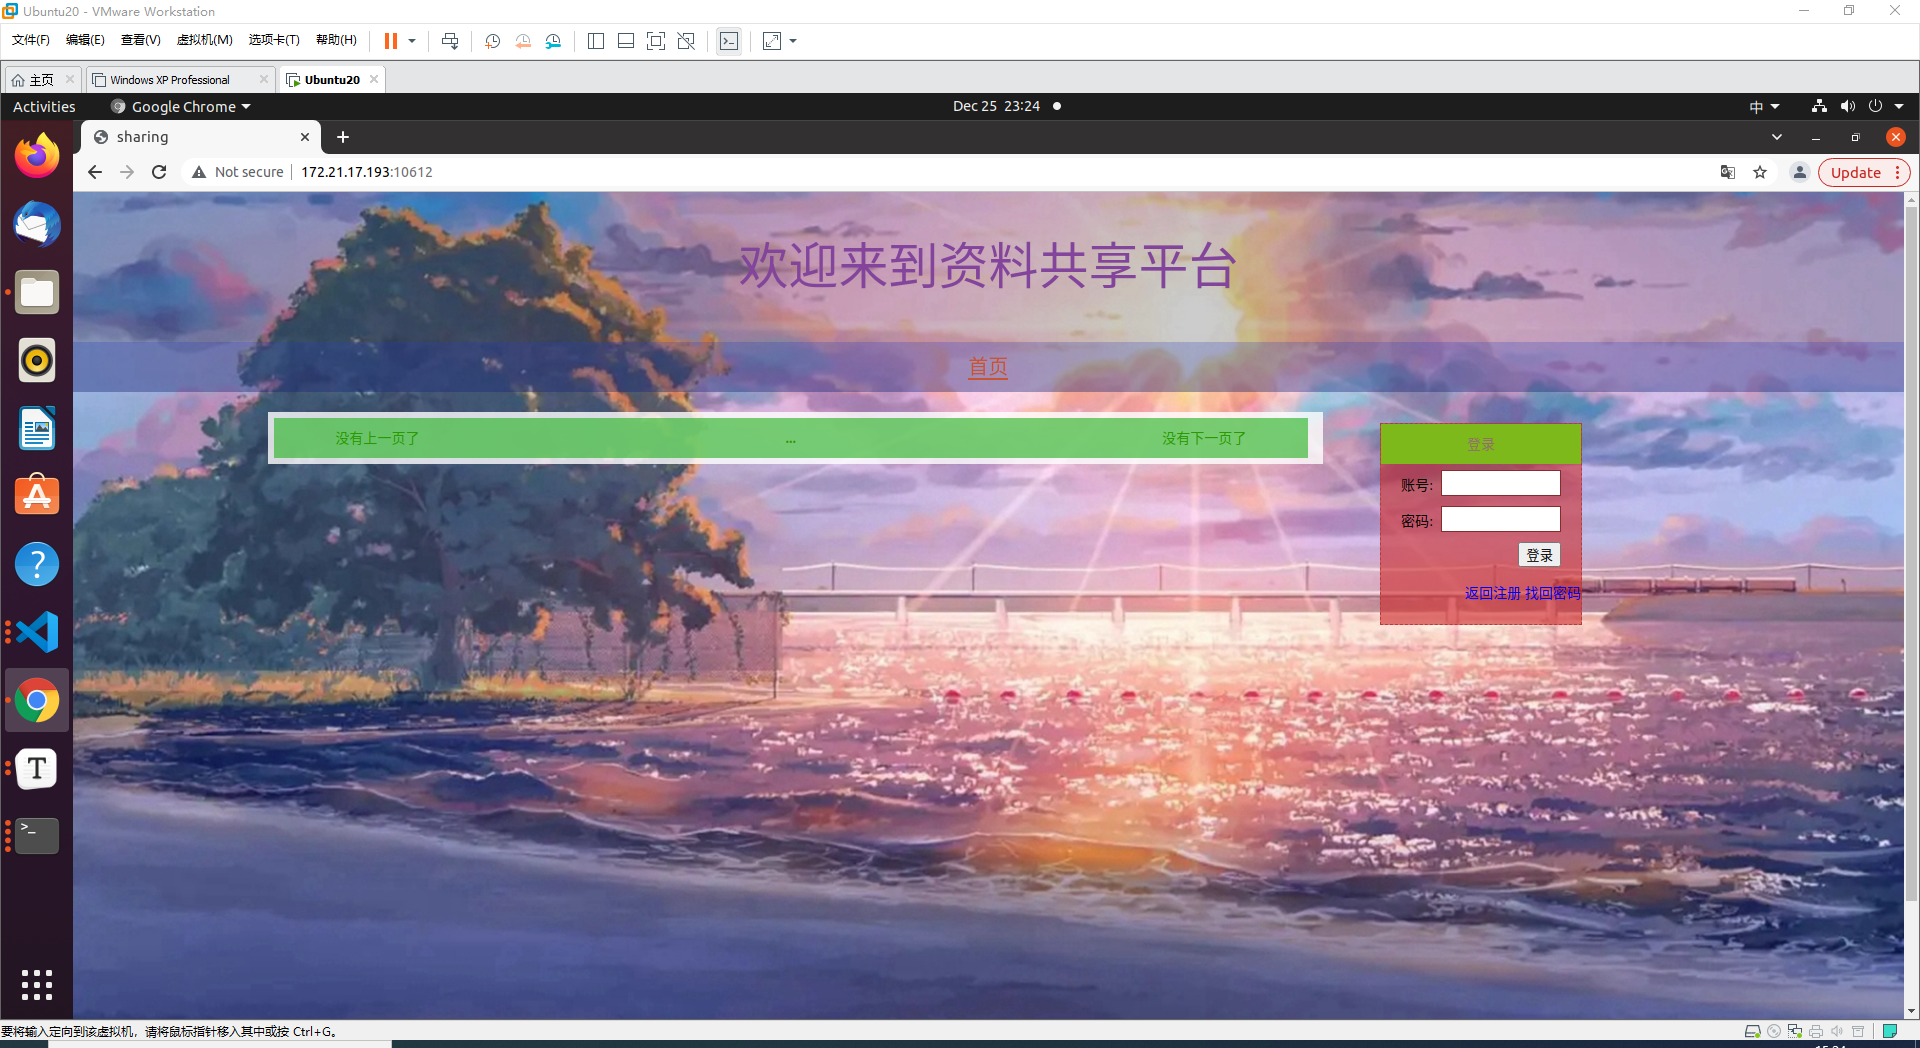 Ubuntu20 - VMware Workstation
文件(F) 编辑(E) 查看(V) 虚拟机(M) 选项卡(T) 帮助(H)
主页 Windows XP Professional Ubuntu20
Activities Google Chrome Dec 25 23:24 中
sharing
Not secure 172.21.17.193:10612 Update
欢迎来到资料共享平台
首页
没有上一页了 ... 没有下一页了
登录
账号:
密码:
登录
返回注册 找回密码
要将输入定向到该虚拟机，请将鼠标指针移入其中或按 Ctrl+G。